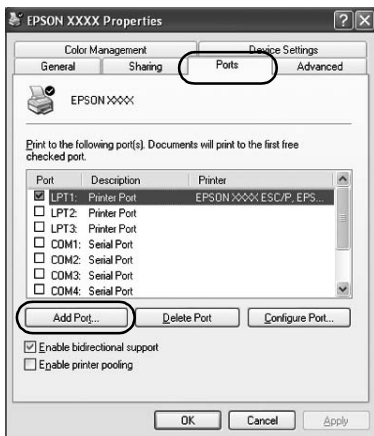 EPSON XXXX Properties
Color Management Device Settings
General Sharing Ports Advanced
EPSON XXXX
Print to the following port(s). Documents will print to the first free
checked port.
Port Description Printer
LPT1: Printer Port EPSON XXXX ESC/P, EPS...
LPT2: Printer Port
LPT3: Printer Port
COM1: Serial Port
COM2: Serial Port
COM3: Serial Port
COM4: Serial Port
Add Port... Delete Port Configure Port...
Enable bidirectional support
Enable printer pooling
OK Cancel Apply